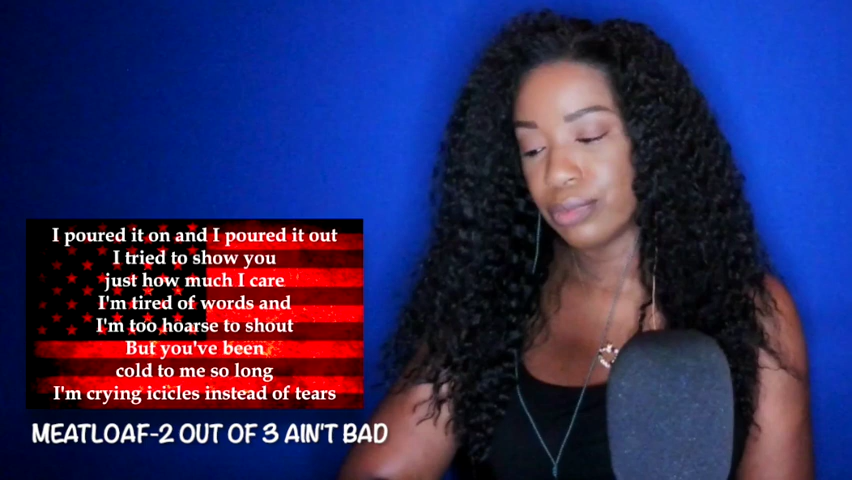 I poured it on and I poured it out
I tried to show you
just how much I care
I'm tired of words and
I'm too hoarse to shout
But you've been
cold to me so long
I'm crying icicles instead of tears
MEATLOAF-2 OUT OF 3 AIN'T BAD